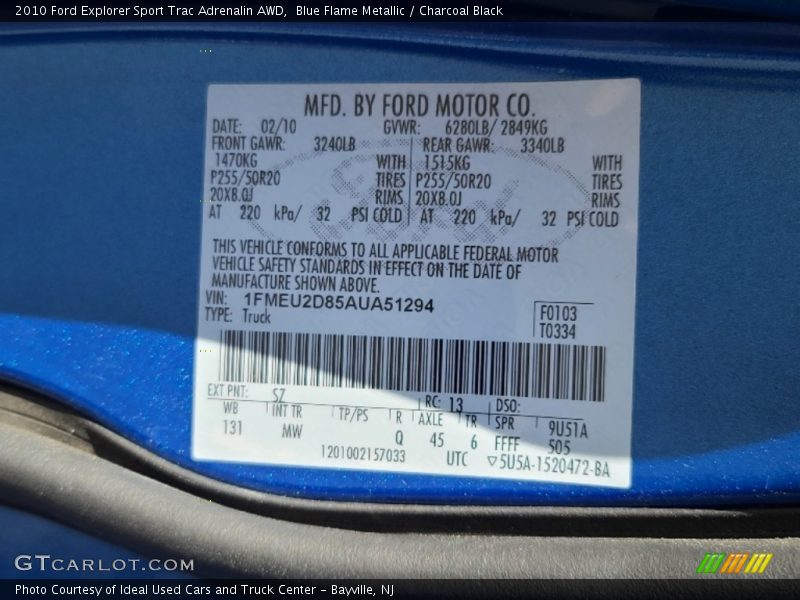 2010 Ford Explorer Sport Trac Adrenalin AWD, Blue Flame Metallic / Charcoal Black
MFD. BY FORD MOTOR CO.
DATE: 02/10 GVWR: 6280LB/ 2849KG
FRONT GAWR: 3240LB REAR GAWR: 3340LB
1470KG WITH 1515KG WITH
P255/50R20 TIRES P255/50R20 TIRES
20X8.0J RIMS 20X8.0J RIMS
AT 220 kPa/ 32 PSI COLD AT 220 kPa/ 32 PSI COLD
THIS VEHICLE CONFORMS TO ALL APPLICABLE FEDERAL MOTOR
VEHICLE SAFETY STANDARDS IN EFFECT ON THE DATE OF
MANUFACTURE SHOWN ABOVE.
VIN: 1FMEU2D85AUA51294
TYPE: Truck
F0103
T0334
EXT PNT: SZ RC: 13 DSO:
WB INT TR TP/PS R AXLE TR SPR 9U51A
131 MW Q 45 6 FFFF 505
1201002157033 UTC ▽5U5A-1520472-BA
GTCARLOT.COM
Photo Courtesy of Ideal Used Cars and Truck Center - Bayville, NJ